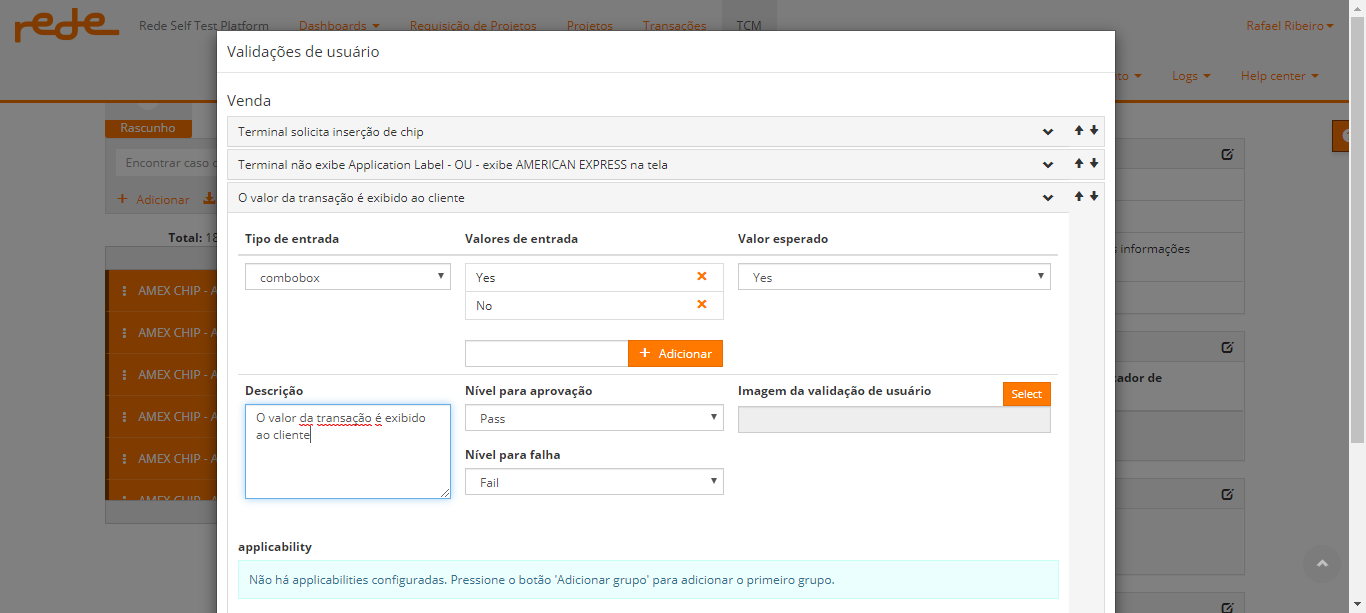 rede Rede Self Test Platform Dashboards Requisição de Projetos Projetos Transações TCM Rafael Ribeiro
Validações de usuário
Logs Help center
Venda
Rascunho
Terminal solicita inserção de chip
Encontrar caso
Terminal não exibe Application Label - OU - exibe AMERICAN EXPRESS na tela
+ Adicionar
O valor da transação é exibido ao cliente
Total: 18
Tipo de entrada Valores de entrada Valor esperado
informações
combobox Yes Yes
No
AMEX CHIP - A
AMEX CHIP - A
AMEX CHIP - A
AMEX CHIP - A
AMEX CHIP - A
AMEX CHIP - A
+ Adicionar
Descrição Nível para aprovação Imagem da validação de usuário Select
de
O valor da transação é exibido
ao cliente
Pass
Nível para falha
Fail
applicability
Não há applicabilities configuradas. Pressione o botão 'Adicionar grupo' para adicionar o primeiro grupo.